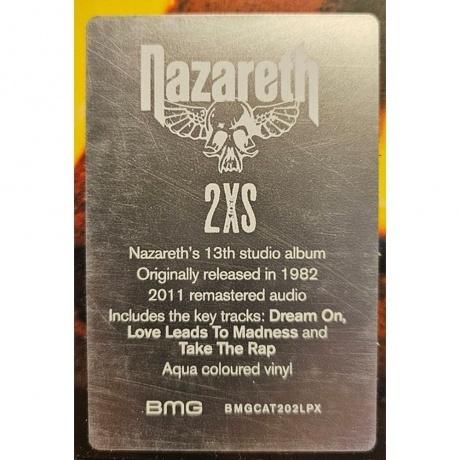 Nazareth
2XS
Nazareth's 13th studio album
Originally released in 1982
2011 remastered audio
Includes the key tracks: Dream On,
Love Leads To Madness and
Take The Rap
Aqua coloured vinyl
BMG BMGCAT202LPX